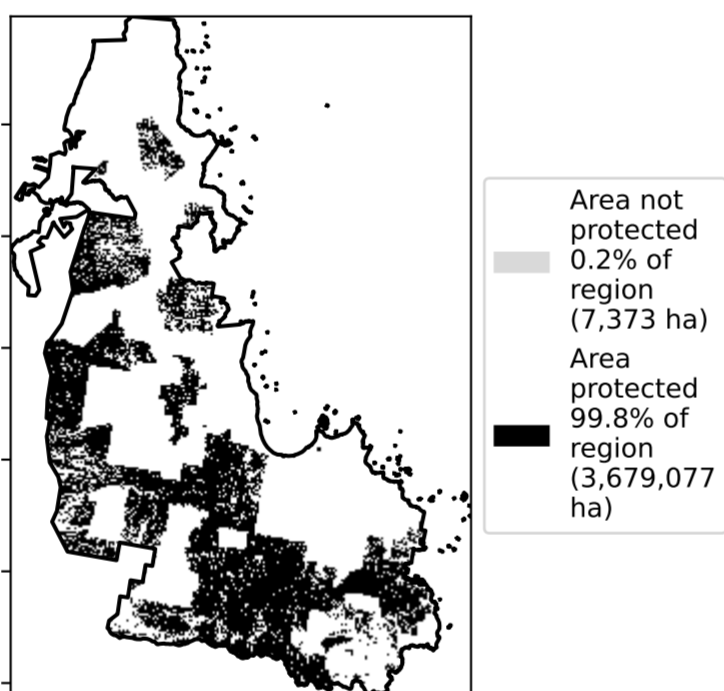 Area not
protected
0.2% of
region
(7,373 ha)
Area
protected
99.8% of
region
(3,679,077
ha)